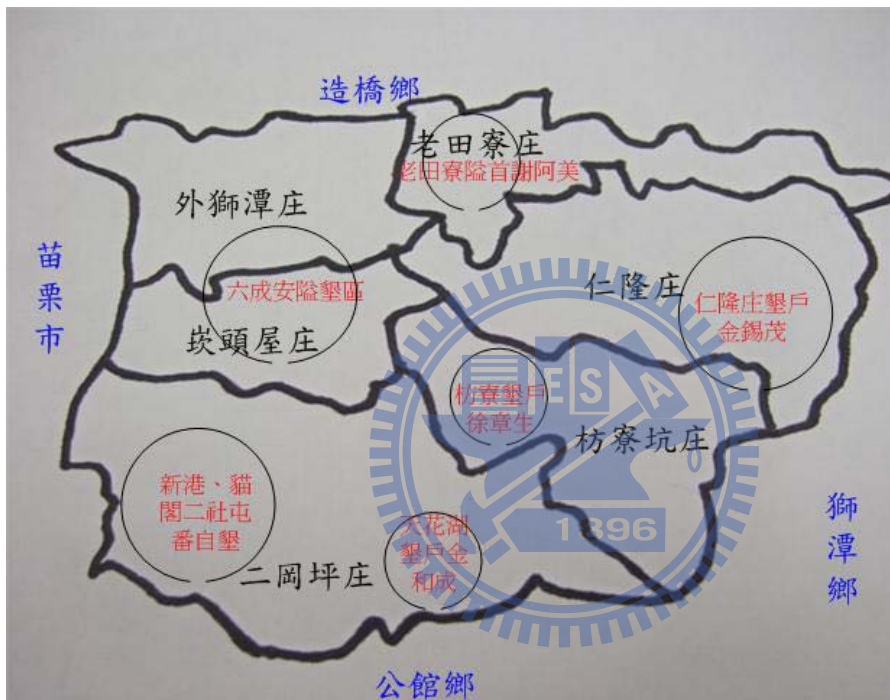 造橋鄉
老田寮庄
老田寮隘首謝阿美
外獅潭庄
苗栗市
六成安隘墾區
仁隆庄
仁隆庄墾戶
金錫茂
崁頭屋庄
枋寮墾戶
徐章生
枋寮坑庄
新港、貓
閣二社屯
番自墾
獅潭鄉
大花湖
墾戶金
和成
二岡坪庄
公館鄉
ESA
1896